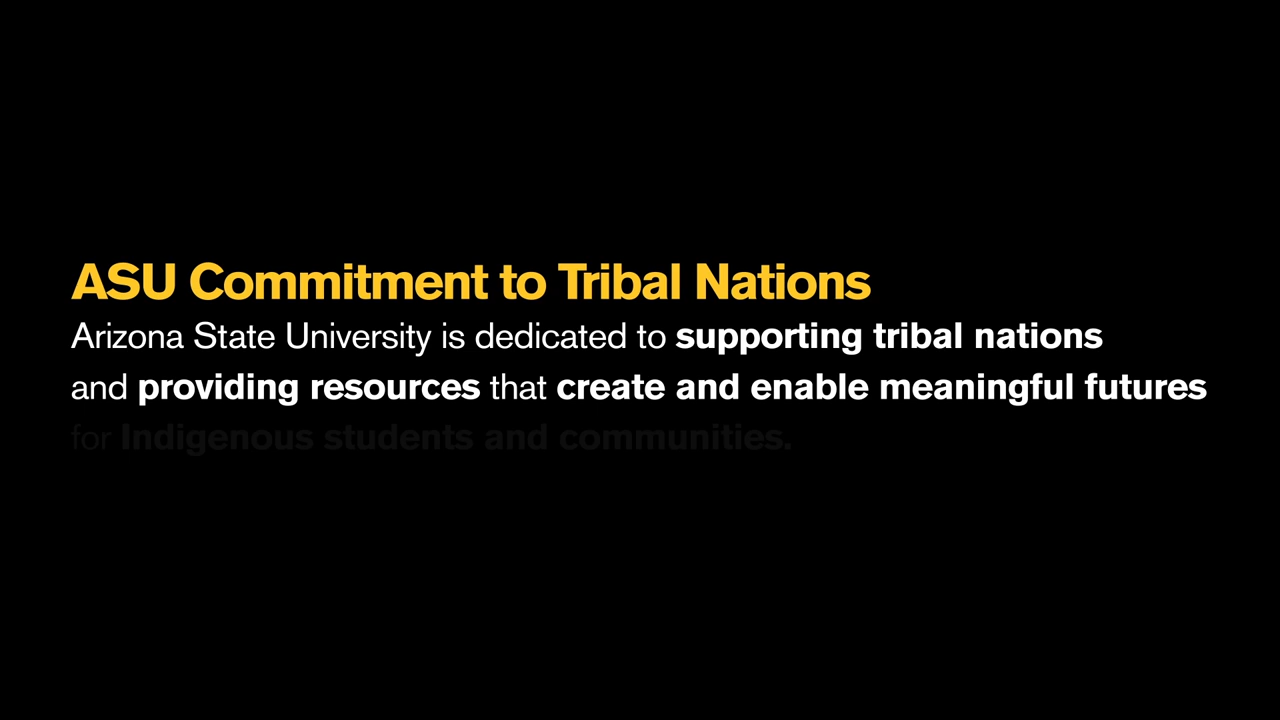 ASU Commitment to Tribal Nations
Arizona State University is dedicated to supporting tribal nations
and providing resources that create and enable meaningful futures
for Indigenous students and communities.